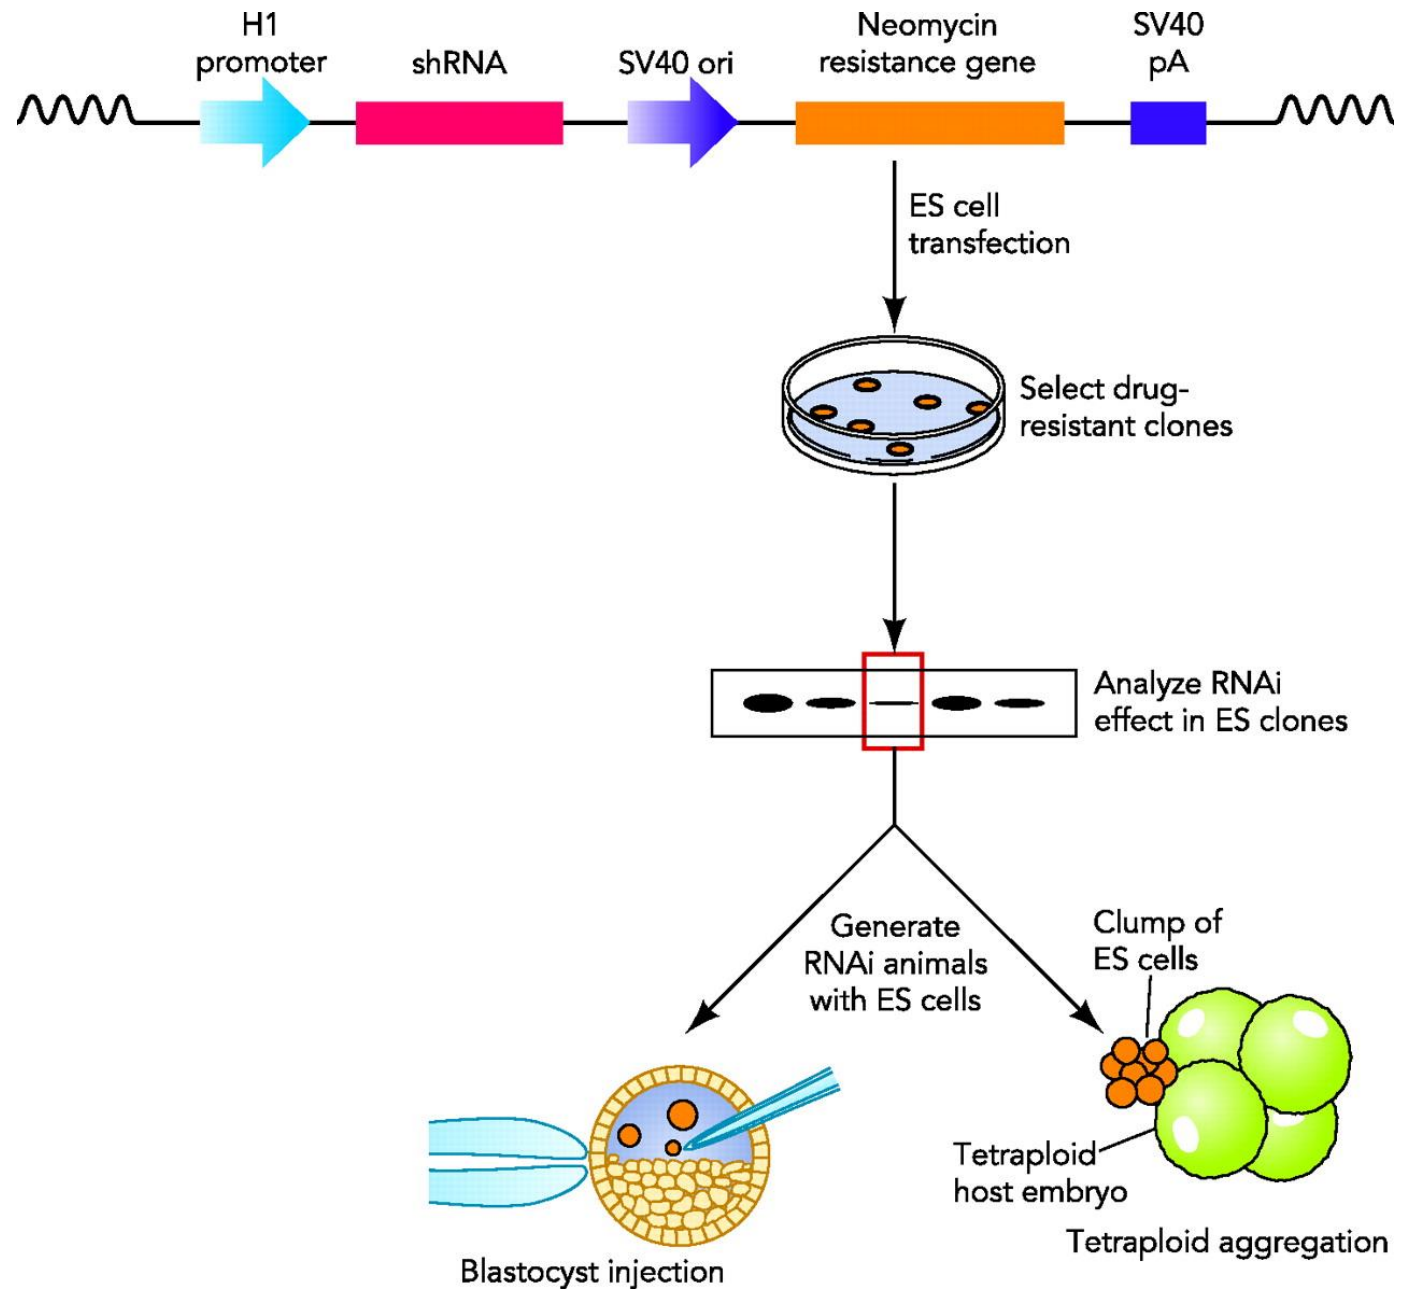 H1
promoter
shRNA
SV40 ori
Neomycin
resistance gene
SV40
pA
ES cell
transfection
Select drug-
resistant clones
Analyze RNAi
effect in ES clones
Generate
RNAi animals
with ES cells
Clump of
ES cells
Tetraploid
host embryo
Tetraploid aggregation
Blastocyst injection